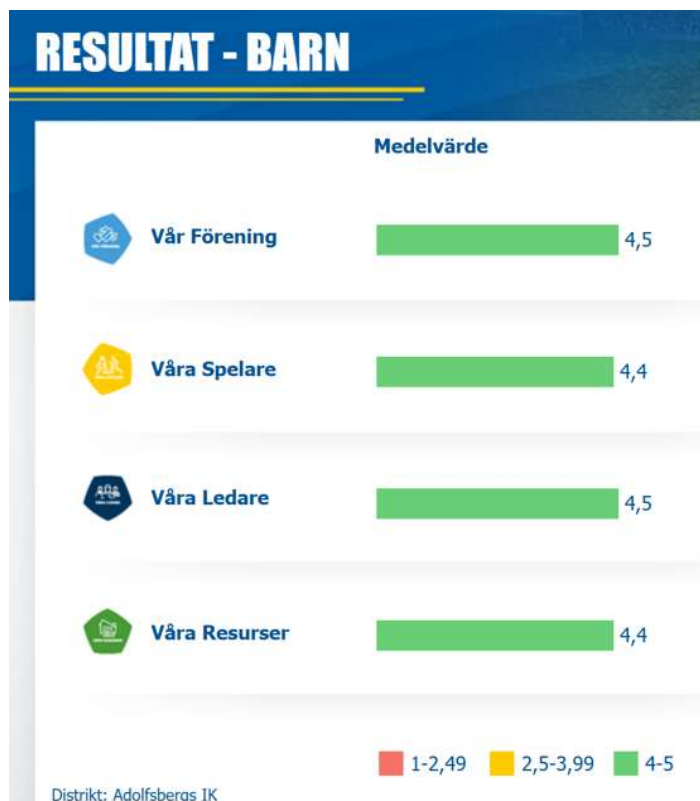 RESULTAT - BARN
Medelvärde
Vår Förening 4,5
Våra Spelare 4,4
Våra Ledare 4,5
Våra Resurser 4,4
1-2,49 2,5-3,99 4-5
Distrikt: Adolfsbergs IK